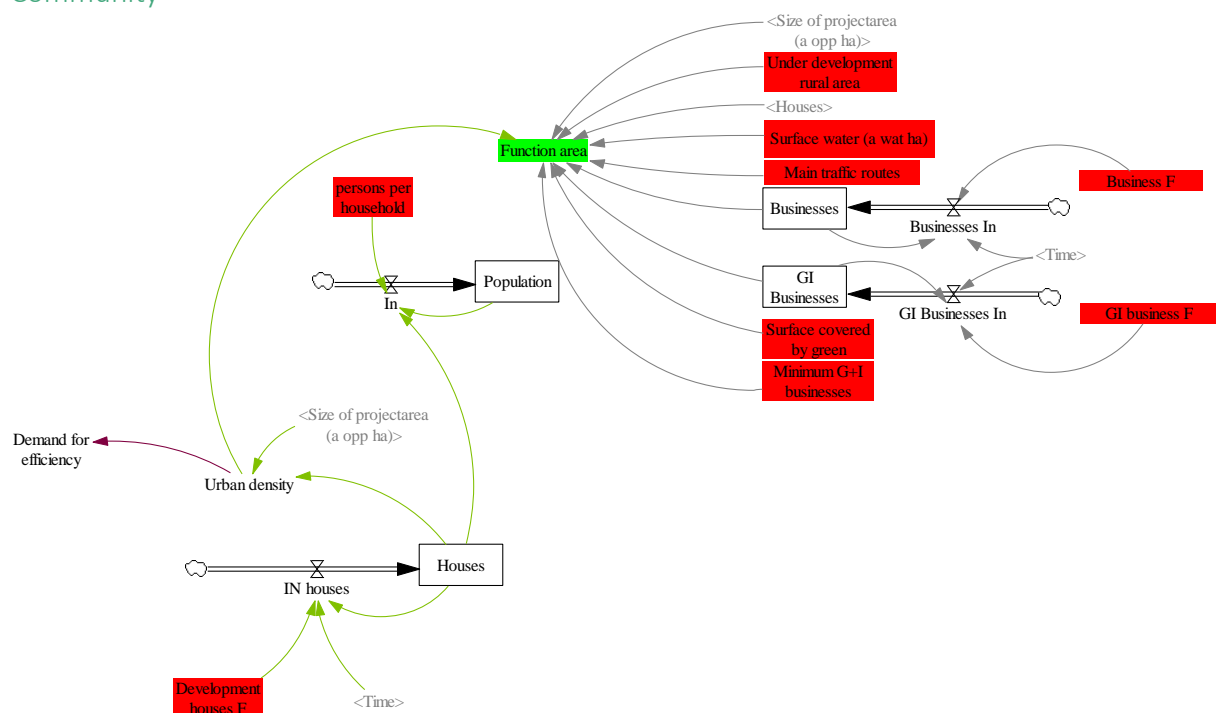 Community
<Size of projectarea
(a opp ha)>
Under development
rural area
<Houses>
Function area
Surface water (a wat ha)
Main traffic routes
persons per
household
Business F
Businesses
Businesses In
<Time>
Population
GI
Businesses
In
GI Businesses In
GI business F
Surface covered
by green
Minimum G+I
businesses
<Size of projectarea
(a opp ha)>
Demand for
efficiency
Urban density
Houses
IN houses
Development
houses F
<Time>